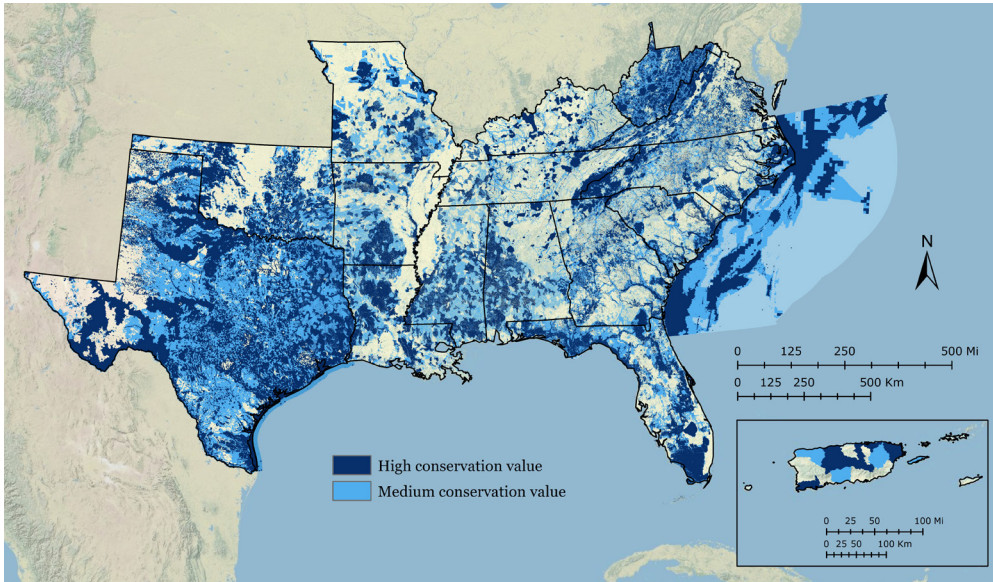 N
0 125 250 500 Mi
0 125 250 500 Km
High conservation value
Medium conservation value
0 25 50 100 Mi
0 25 50 100 Km